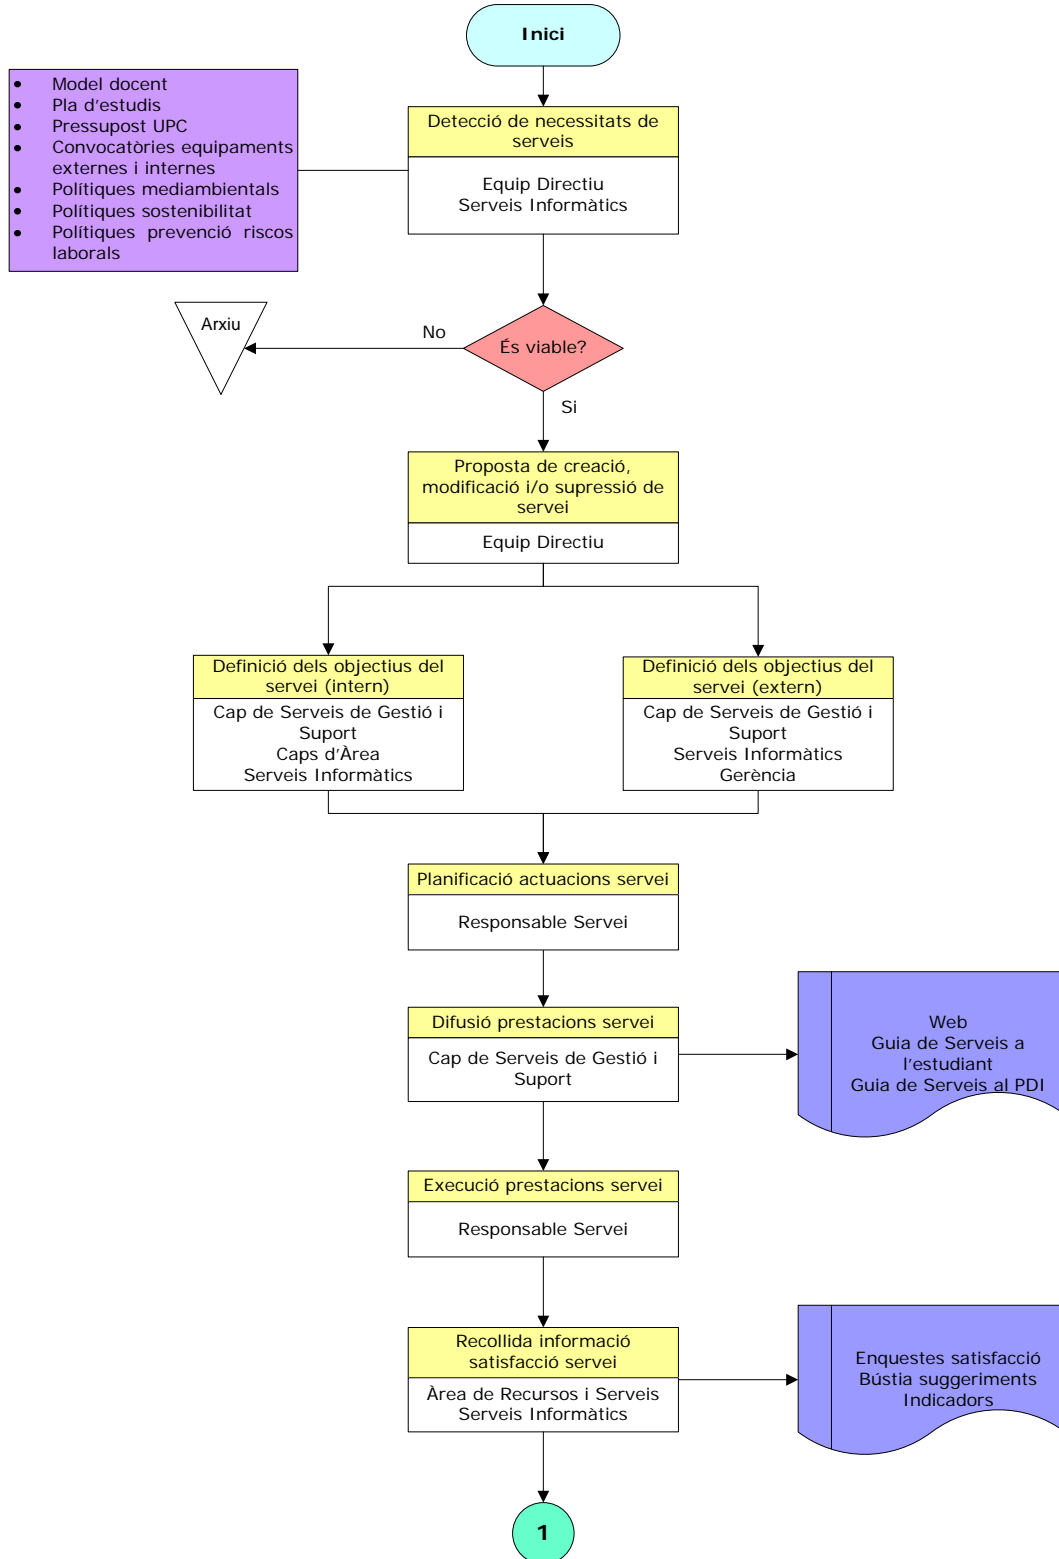 Inici
Model docent
Pla d'estudis
Pressupost UPC
Convocatòries equipaments
externes i internes
Polítiques mediambientals
Polítiques sostenibilitat
Polítiques prevenció riscos
laborals
Detecció de necessitats de
serveis
Equip Directiu
Serveis Informàtics
Arxiu
No
És viable?
Si
Proposta de creació,
modificació i/o supressió de
servei
Equip Directiu
Definició dels objectius del
servei (intern)
Cap de Serveis de Gestió i
Suport
Caps d'Àrea
Serveis Informàtics
Definició dels objectius del
servei (extern)
Cap de Serveis de Gestió i
Suport
Serveis Informàtics
Gerència
Planificació actuacions servei
Responsable Servei
Difusió prestacions servei
Cap de Serveis de Gestió i
Suport
Web
Guia de Serveis a
l'estudiant
Guia de Serveis al PDI
Execució prestacions servei
Responsable Servei
Recollida informació
satisfacció servei
Àrea de Recursos i Serveis
Serveis Informàtics
Enquestes satisfacció
Bústia suggeriments
Indicadors
1